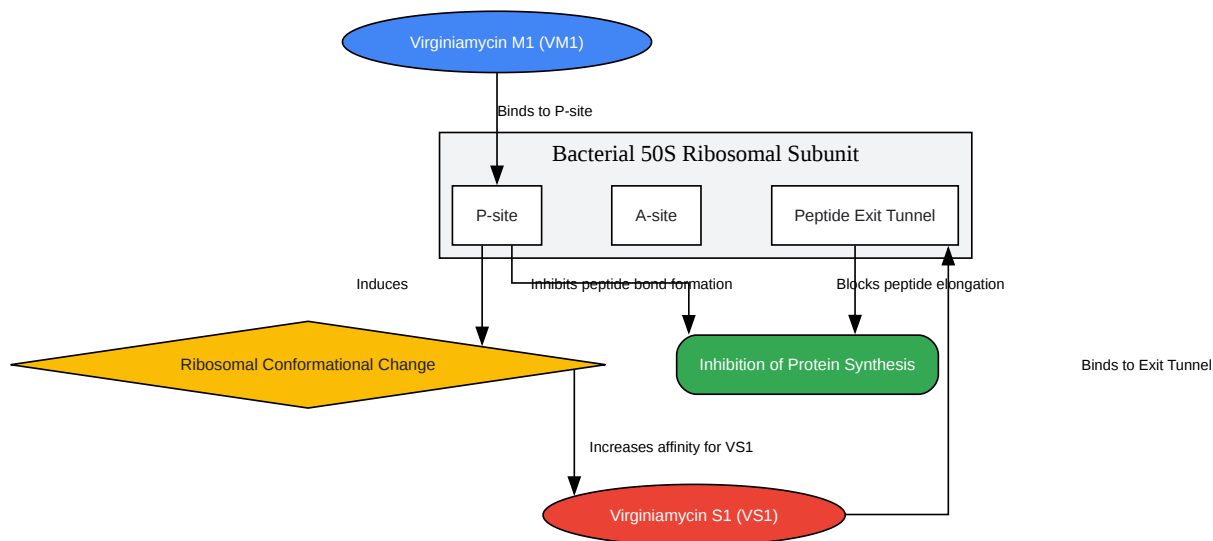 Virginiamycin M1 (VM1)
Binds to P-site
Bacterial 50S Ribosomal Subunit
P-site
A-site
Peptide Exit Tunnel
Induces
Inhibits peptide bond formation
Blocks peptide elongation
Ribosomal Conformational Change
Inhibition of Protein Synthesis
Binds to Exit Tunnel
Increases affinity for VS1
Virginiamycin S1 (VS1)